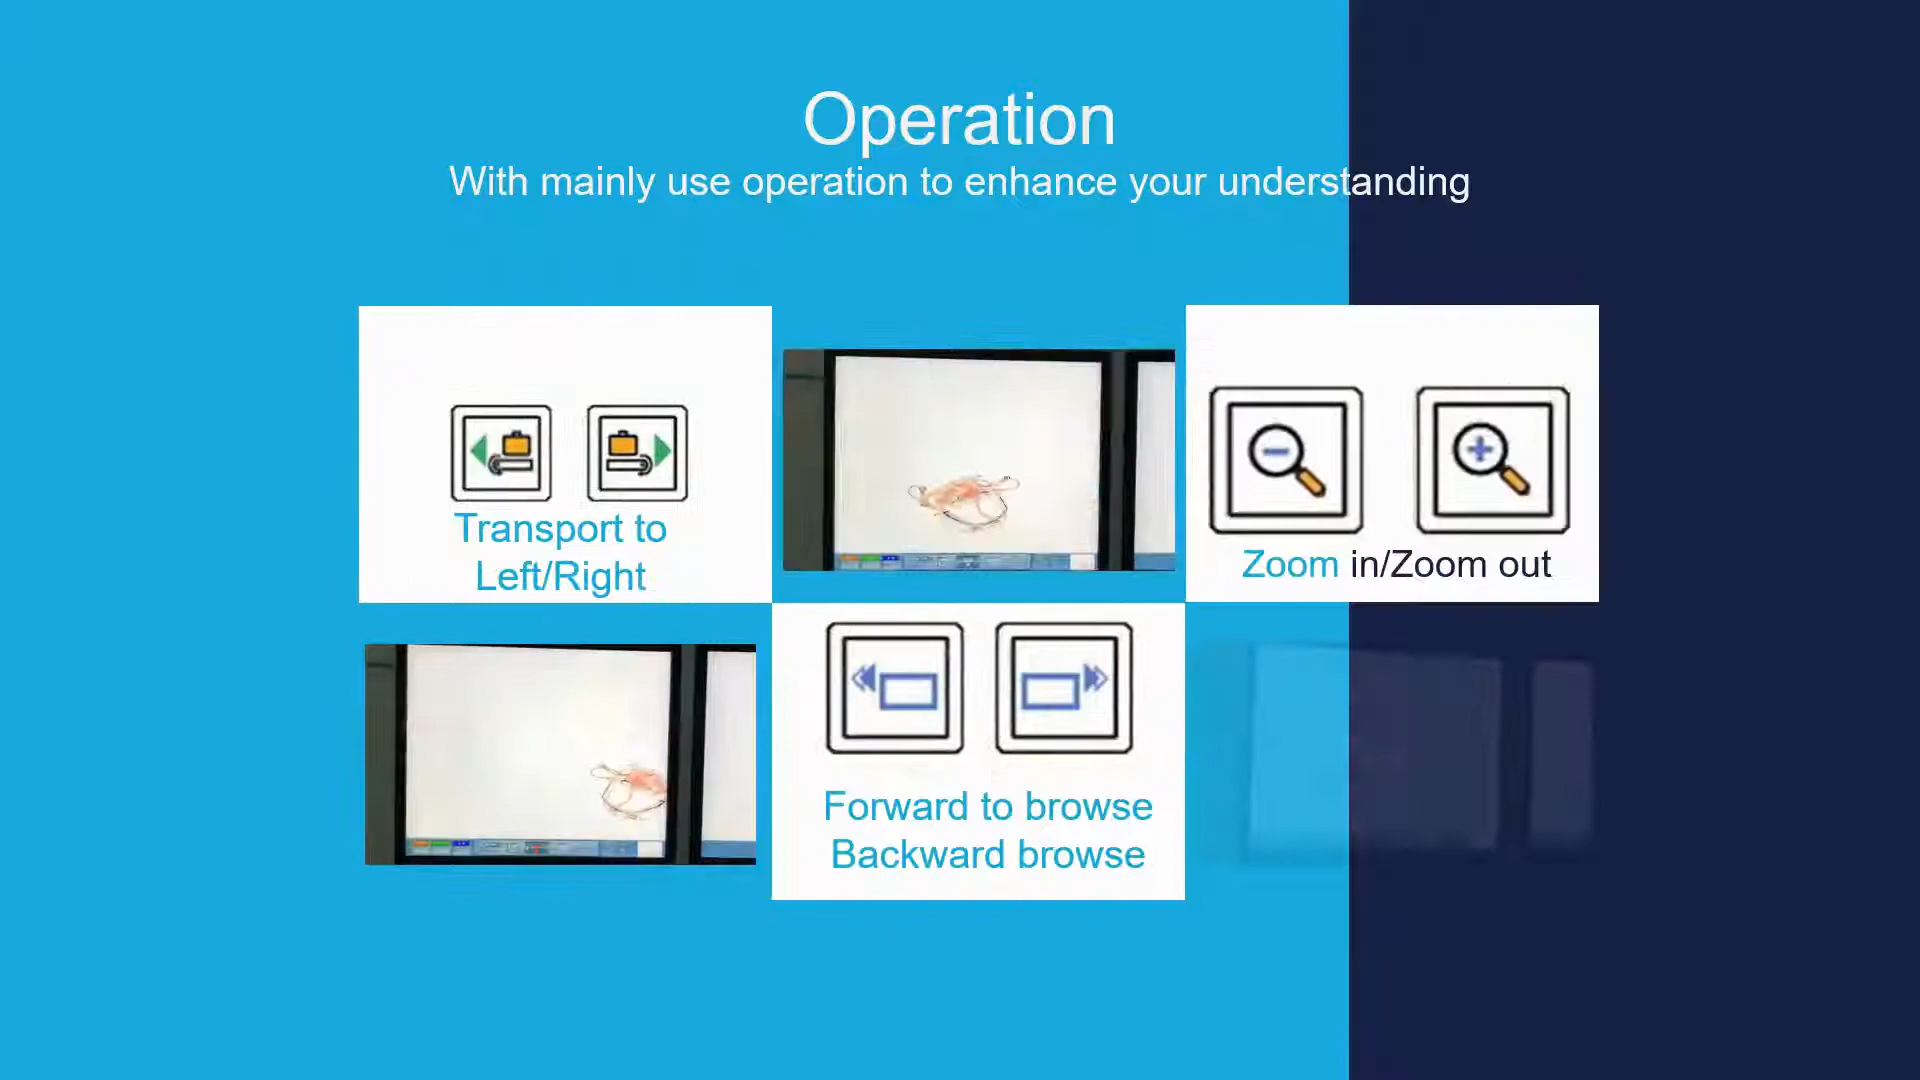 Operation
With mainly use operation to enhance your understanding
Transport to
Left/Right
Zoom in/Zoom out
Forward to browse
Backward browse